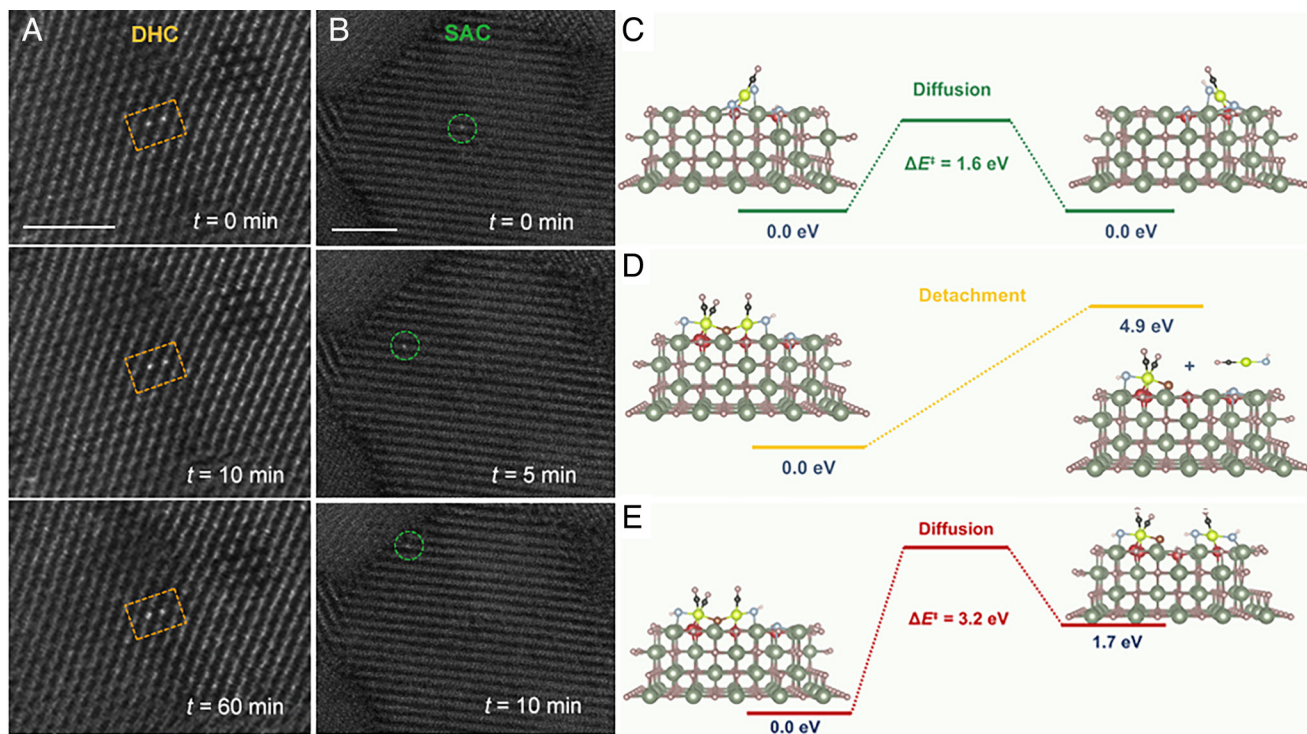 A
DHC
t = 0 min
t = 10 min
t = 60 min
B
SAC
t = 0 min
t = 5 min
t = 10 min
C
Diffusion
ΔE‡ = 1.6 eV
0.0 eV
0.0 eV
D
Detachment
4.9 eV
+
0.0 eV
E
Diffusion
ΔE‡ = 3.2 eV
1.7 eV
0.0 eV